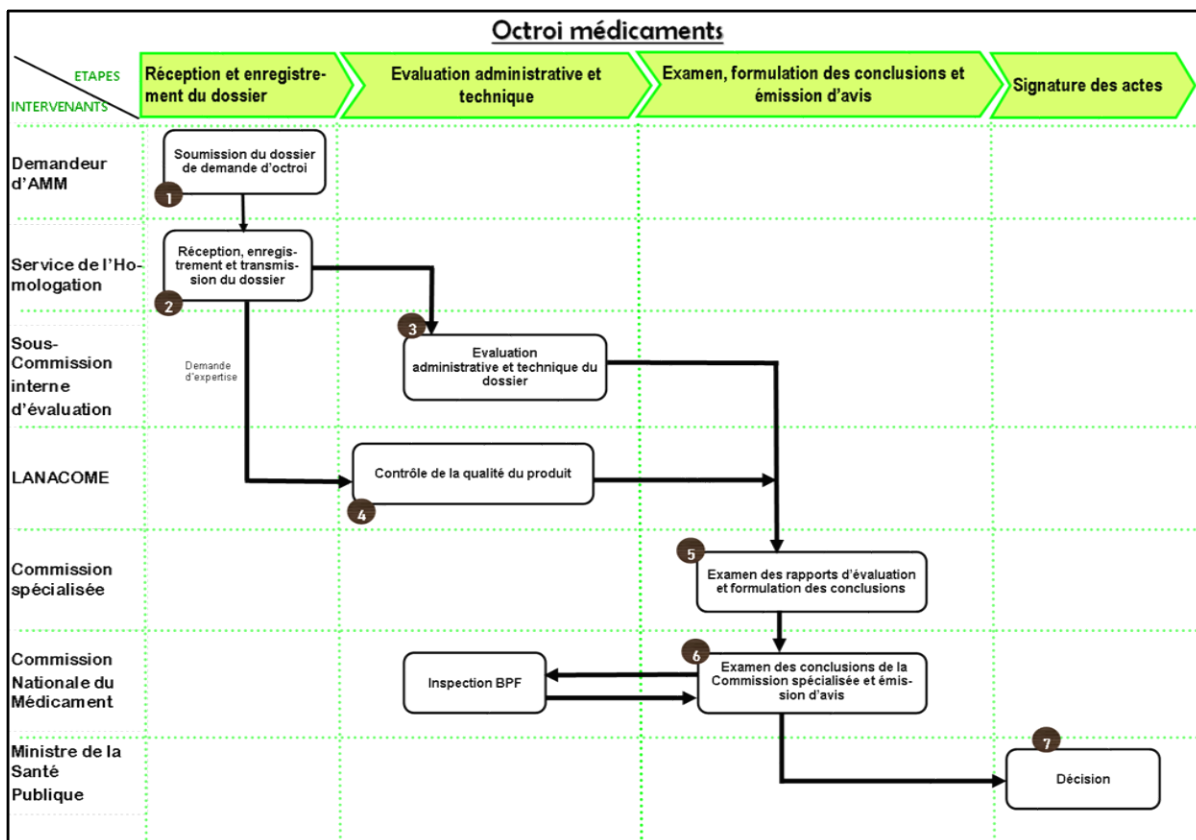 Octroi médicaments
ETAPES
INTERVENANTS
Réception et enregistre-
ment du dossier
Evaluation administrative et
technique
Examen, formulation des conclusions et
émission d'avis
Signature des actes
Demandeur
d'AMM
Soumission du dossier
de demande d'octroi
1
Service de l'Ho-
mologation
Réception, enregis-
trement et transmis-
sion du dossier
2
Sous-
Commission
interne
d'évaluation
Demande
d'expertise
3
Evaluation
administrative et technique du
dossier
LANACOME
Contrôle de la qualité du produit
4
Commission
spécialisée
5
Examen des rapports d'évaluation
et formulation des conclusions
Commission
Nationale du
Médicament
Inspection BPF
6
Examen des conclusions de la
Commission spécialisée et émis-
sion d'avis
Ministre de la
Santé
Publique
7
Décision